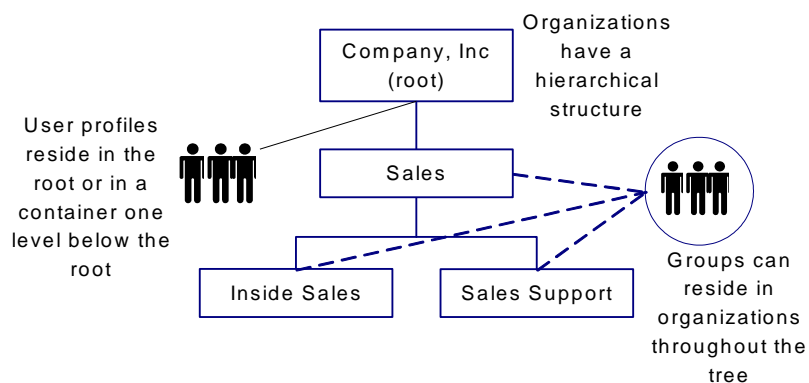 Company, Inc
(root)
Organizations
have a
hierarchical
structure
User profiles
reside in the
root or in a
container one
level below the
root
Sales
Inside Sales
Sales Support
Groups can
reside in
organizations
throughout the
tree